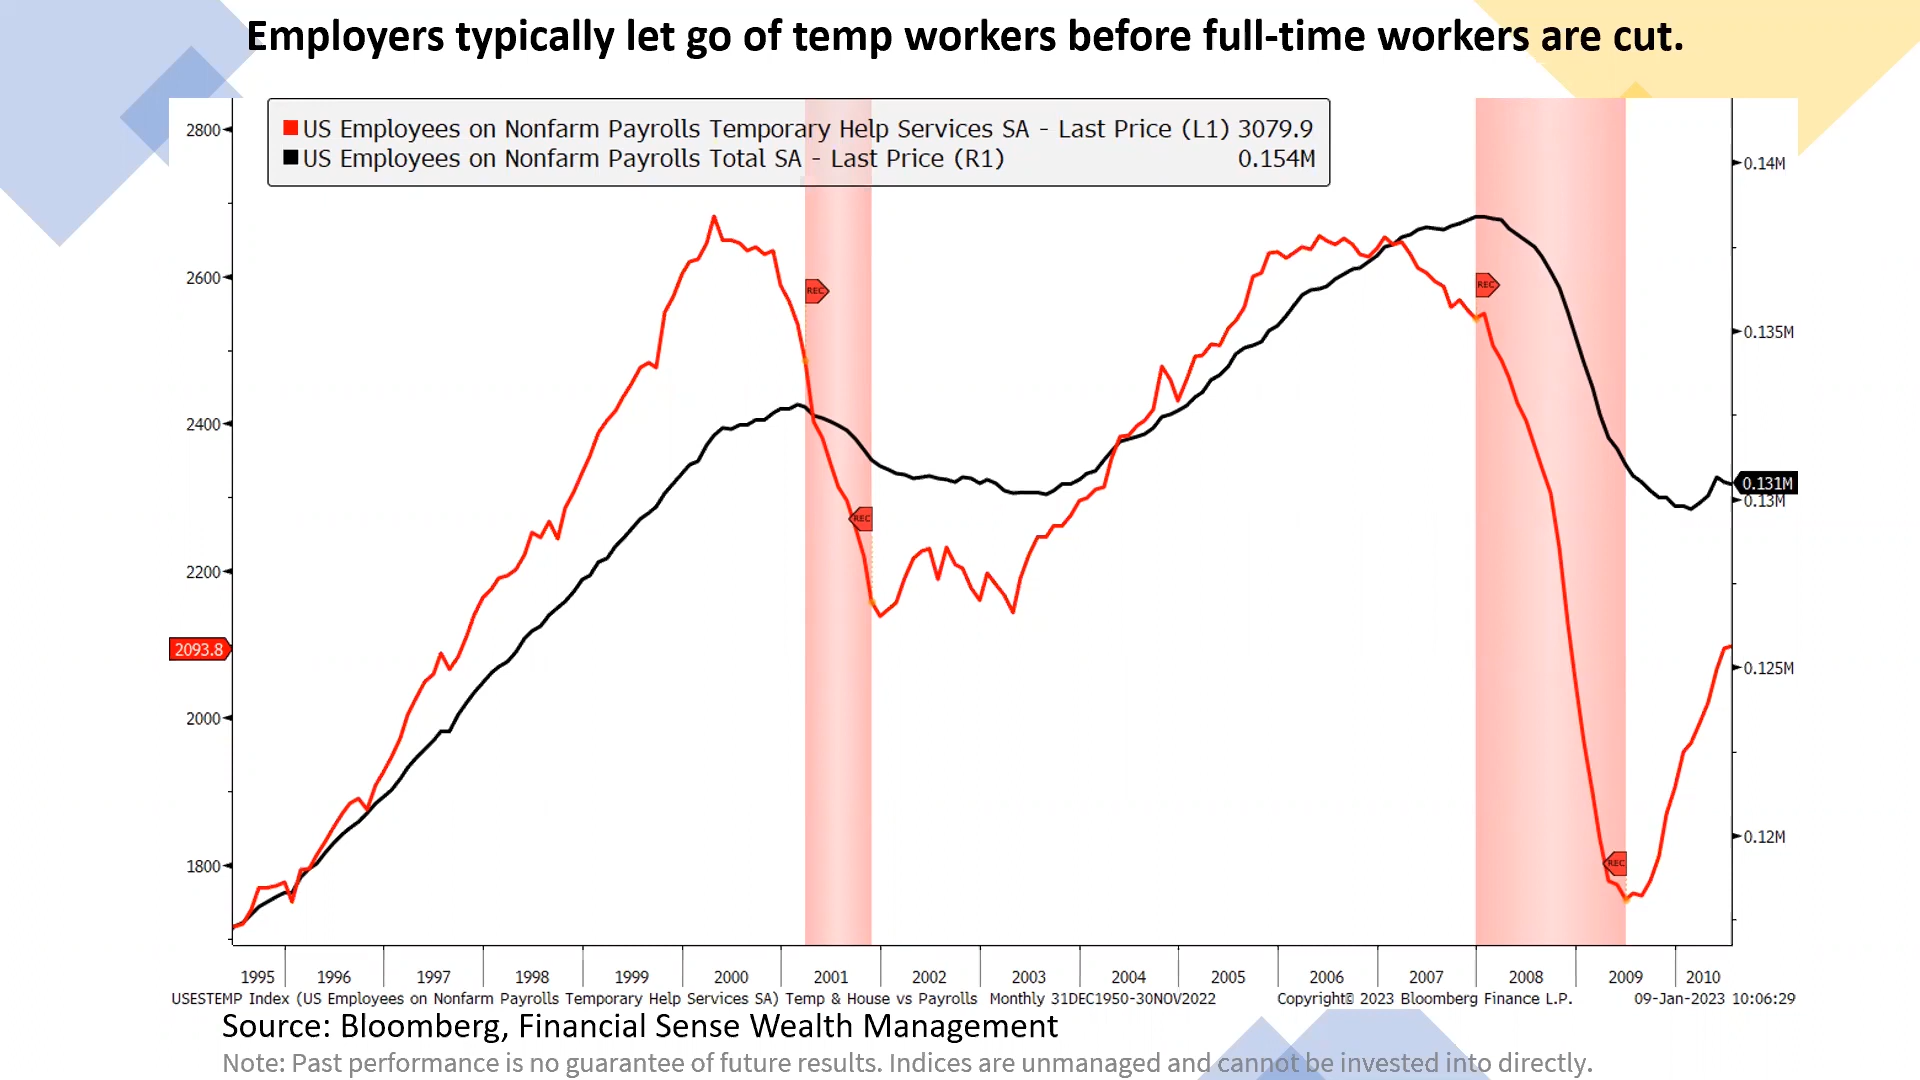 Employers typically let go of temp workers before full-time workers are cut.
US Employees on Nonfarm Payrolls Temporary Help Services SA - Last Price (L1) 3079.9
US Employees on Nonfarm Payrolls Total SA - Last Price (R1) 0.154M
2800
2600
2400
2200
2093.8
2000
1800
REC
REC
REC
REC
0.14M
0.135M
0.131M
0.13M
0.125M
0.12M
1995 1996 1997 1998 1999 2000 2001 2002 2003 2004 2005 2006 2007 2008 2009 2010
USESTEMP Index (US Employees on Nonfarm Payrolls Temporary Help Services SA) Temp & House vs Payrolls Monthly 31DEC1950-30NOV2022 Copyright© 2023 Bloomberg Finance L.P. 09-Jan-2023 10:06:29
Source: Bloomberg, Financial Sense Wealth Management
Note: Past performance is no guarantee of future results. Indices are unmanaged and cannot be invested into directly.